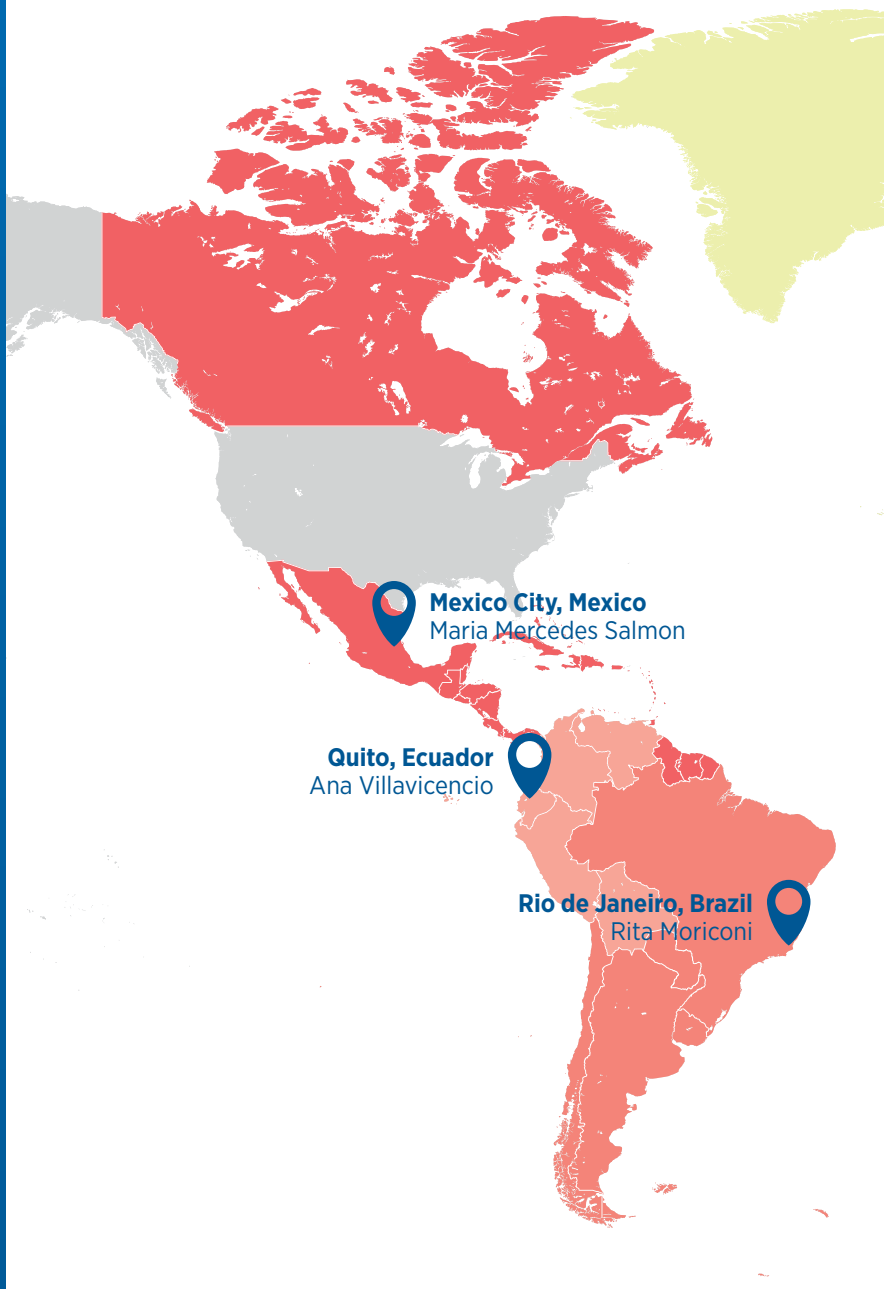 Mexico City, Mexico
Maria Mercedes Salmon
Quito, Ecuador
Ana Villavicencio
Rio de Janeiro, Brazil
Rita Moriconi